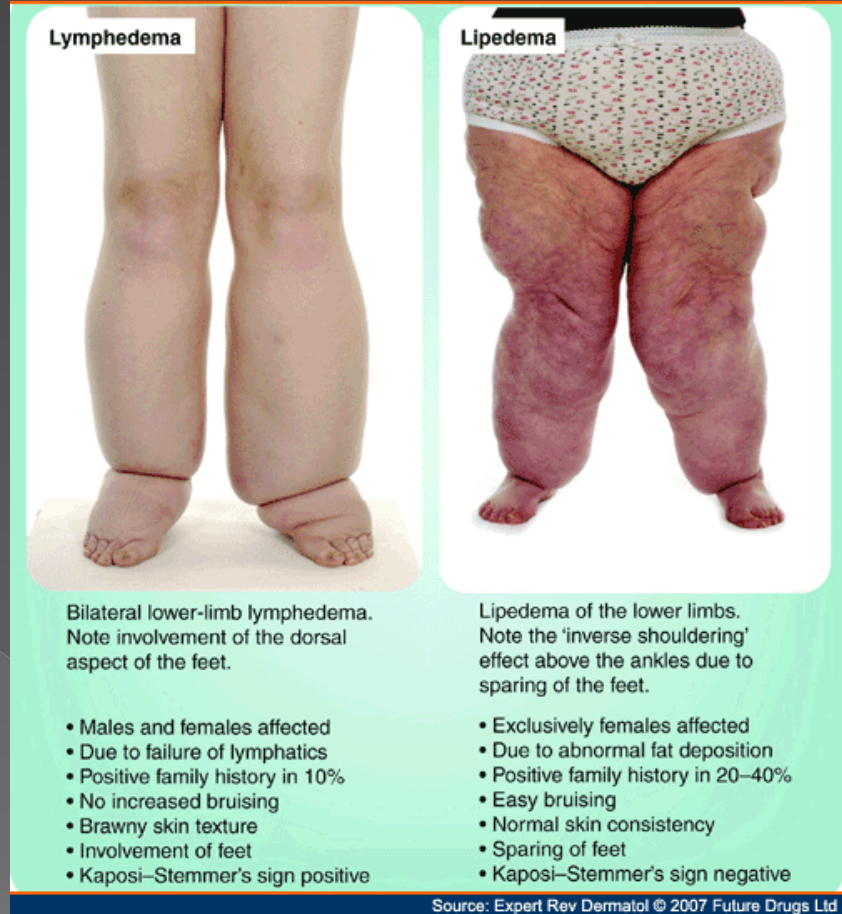 Lymphedema
Bilateral lower-limb lymphedema.
Note involvement of the dorsal
aspect of the feet.
• Males and females affected
• Due to failure of lymphatics
• Positive family history in 10%
• No increased bruising
• Brawny skin texture
• Involvement of feet
• Kaposi–Stemmer's sign positive
Lipedema
Lipedema of the lower limbs.
Note the ‘inverse shouldering’
effect above the ankles due to
sparing of the feet.
• Exclusively females affected
• Due to abnormal fat deposition
• Positive family history in 20–40%
• Easy bruising
• Normal skin consistency
• Sparing of feet
• Kaposi–Stemmer's sign negative
Source: Expert Rev Dermatol © 2007 Future Drugs Ltd